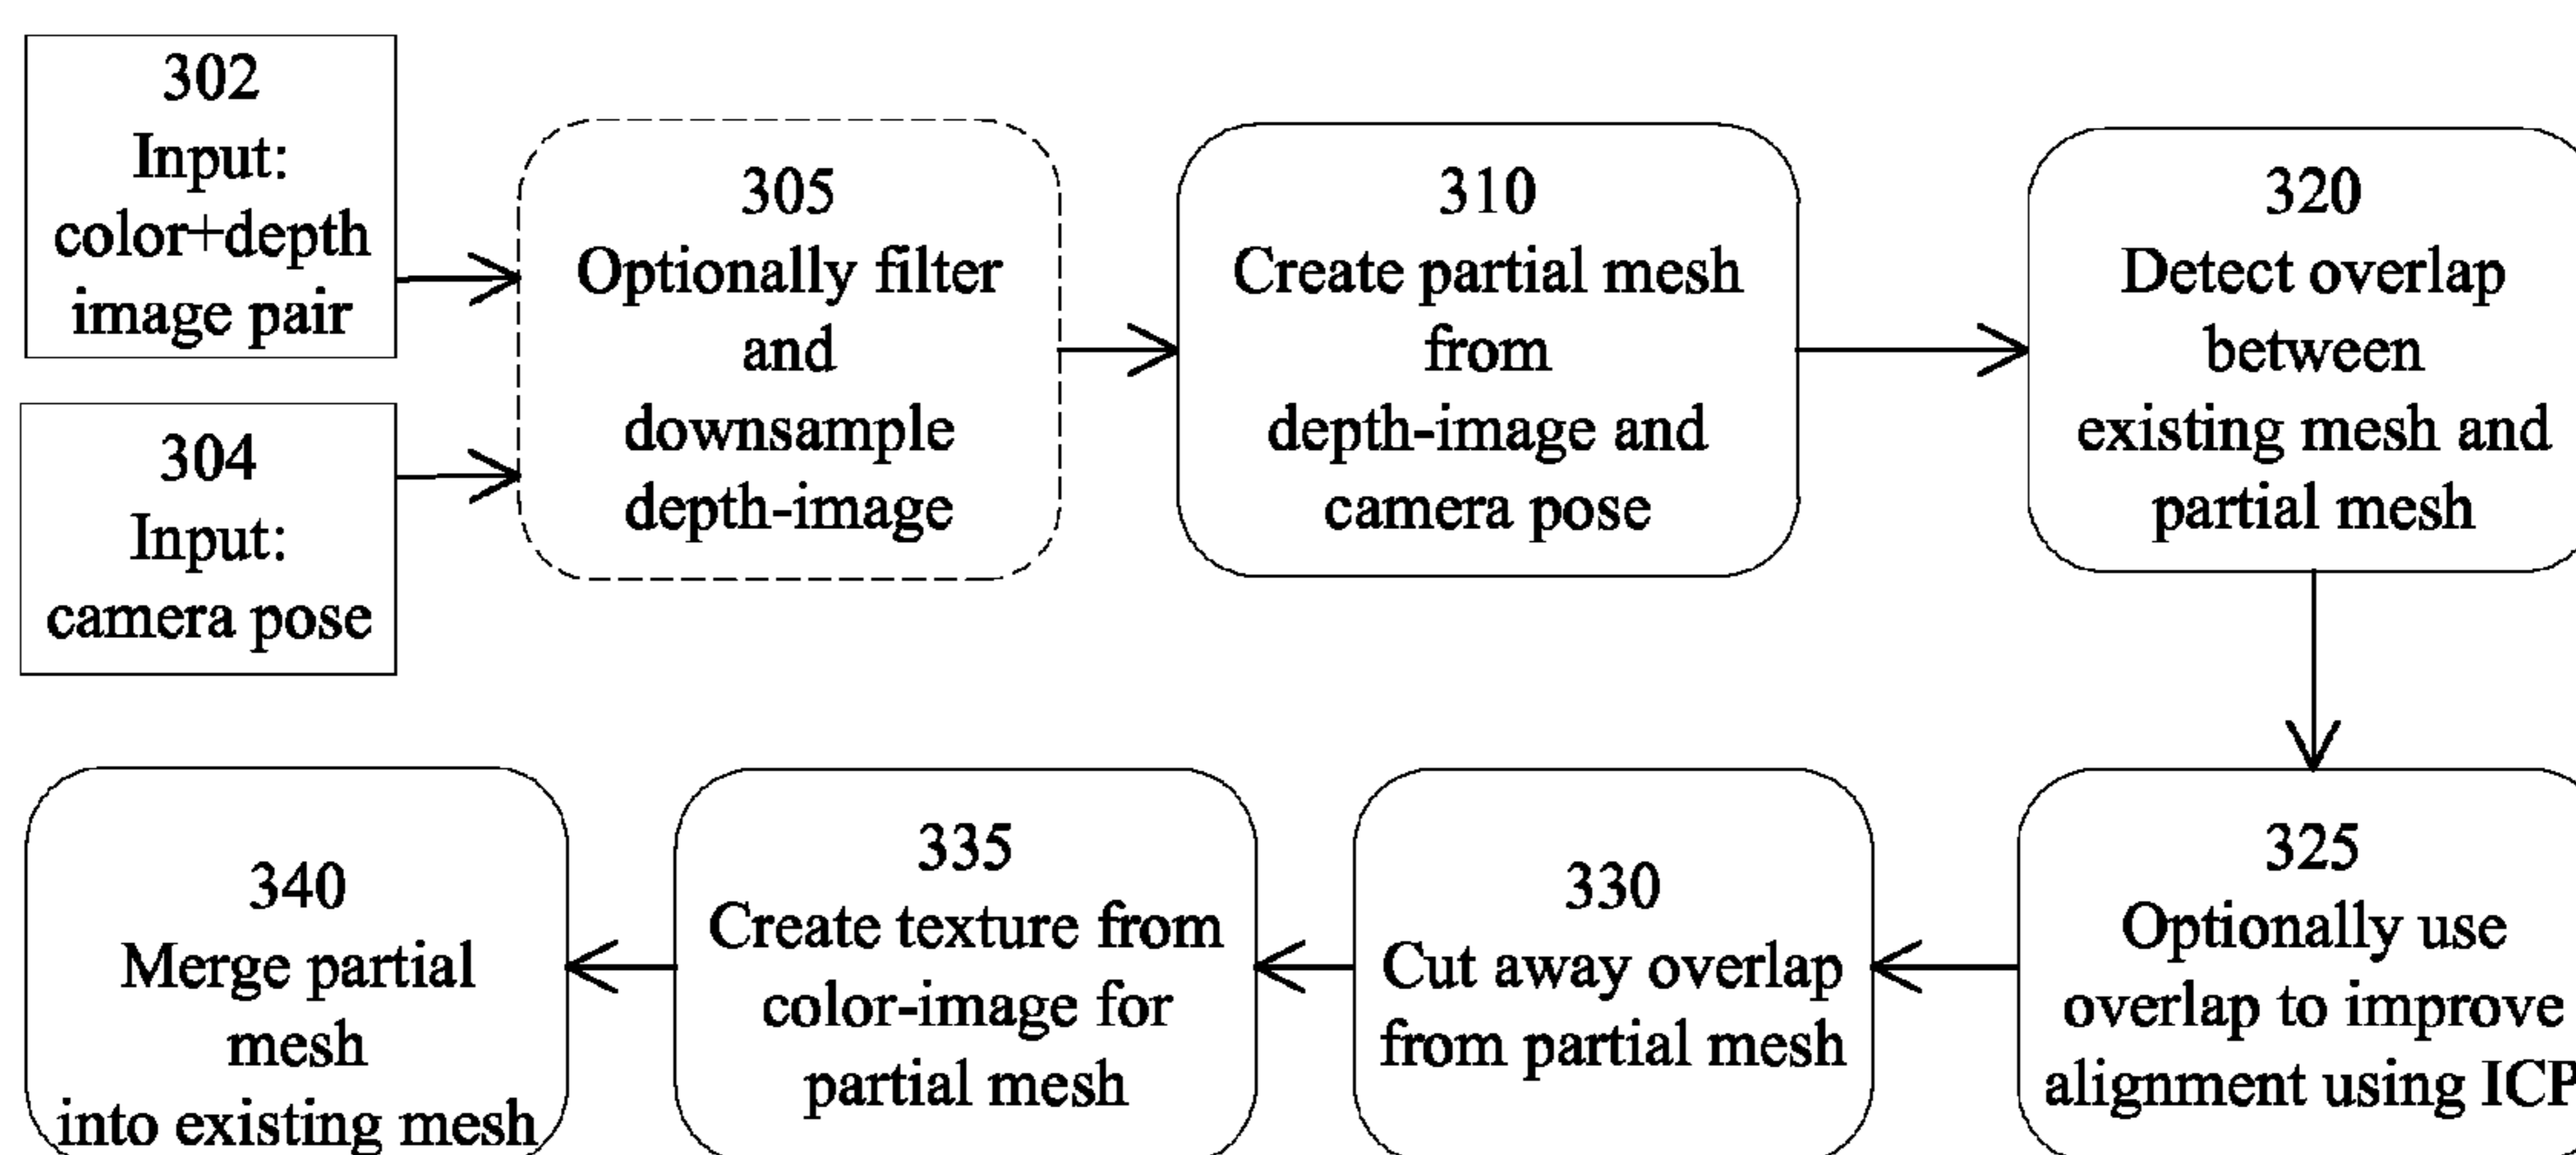 302
Input:
color+depth
image pair
304
Input:
camera pose
305
Optionally filter
and
downsample
depth-image
310
Create partial mesh
from
depth-image and
camera pose
320
Detect overlap
between
existing mesh and
partial mesh
325
Optionally use
overlap to improve
alignment using ICP
330
Cut away overlap
from partial mesh
335
Create texture from
color-image for
partial mesh
340
Merge partial
mesh
into existing mesh